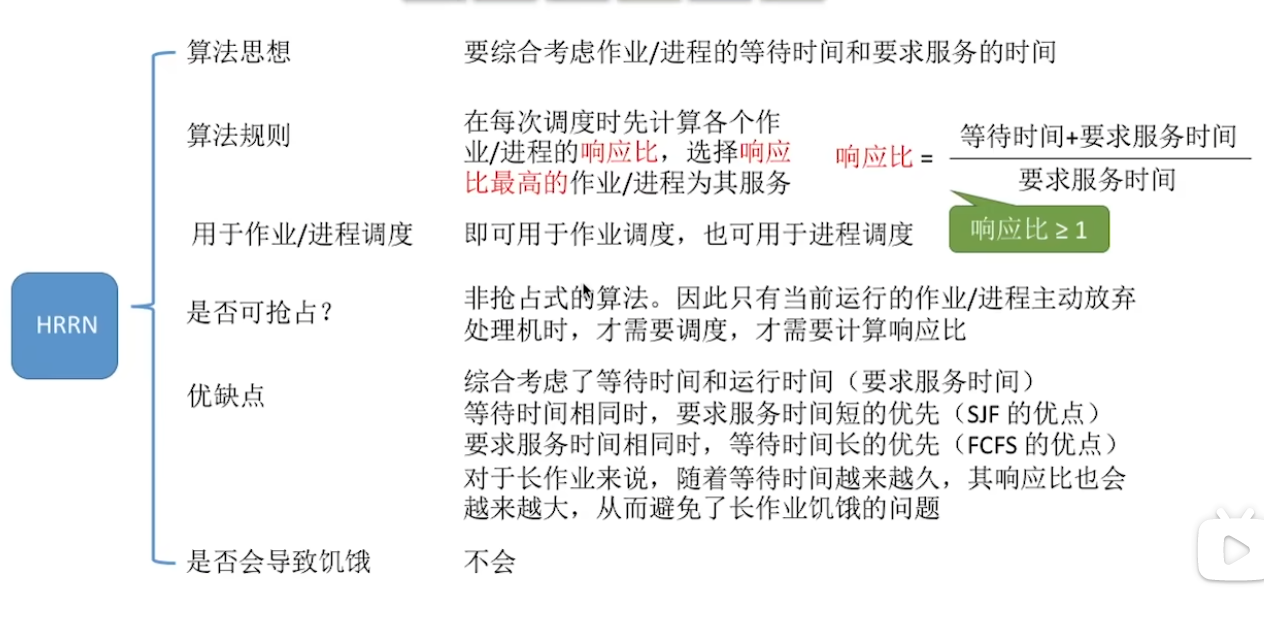 算法思想
要综合考虑作业/进程的等待时间和要求服务的时间
算法规则
在每次调度时先计算各个作
业/进程的响应比，选择响应
比最高的作业/进程为其服务
响应比 =
等待时间+要求服务时间
要求服务时间
响应比 ≥ 1
用于作业/进程调度
即可用于作业调度，也可用于进程调度
HRRN
是否可抢占？
非抢占式的算法。因此只有当前运行的作业/进程主动放弃
处理机时，才需要调度，才需要计算响应比
优缺点
综合考虑了等待时间和运行时间（要求服务时间）
等待时间相同时，要求服务时间短的优先（SJF 的优点）
要求服务时间相同时，等待时间长的优先（FCFS 的优点）
对于长作业来说，随着等待时间越来越久，其响应比也会
越来越大，从而避免了长作业饥饿的问题
是否会导致饥饿
不会